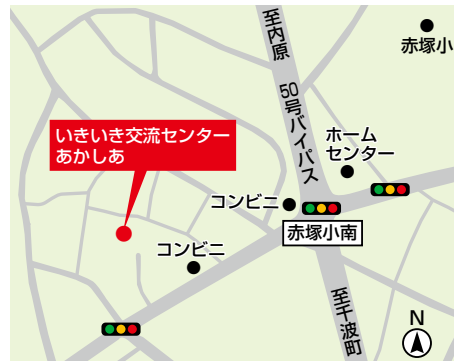 至内原
赤塚小
50号バイパス
いきいき交流センター
あかしあ
ホーム
センター
コンビニ
赤塚小南
コンビニ
至千波町
N